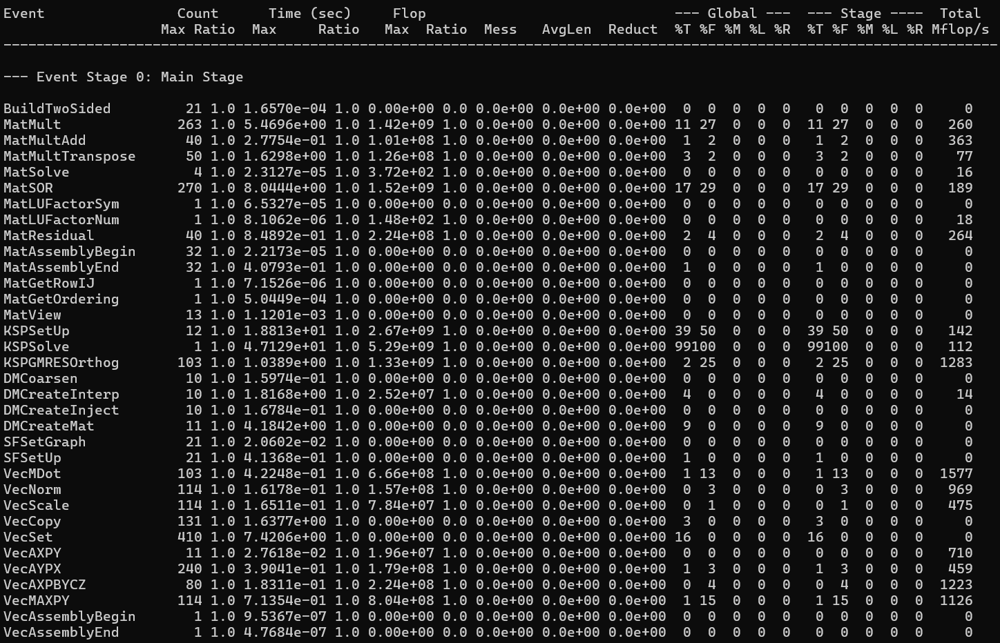 Event                Count      Time (sec)     Flop                              --- Global ---  --- Stage ----  Total
                   Max Ratio  Max     Ratio   Max  Ratio  Mess   AvgLen  Reduct  %T %F %M %L %R  %T %F %M %L %R Mflop/s
------------------------------------------------------------------------------------------------------------------------
--- Event Stage 0: Main Stage
BuildTwoSided         21 1.0 1.6570e-04 1.0 0.00e+00 0.0 0.0e+00 0.0e+00 0.0e+00  0  0  0  0  0   0  0  0  0  0     0
MatMult              263 1.0 5.4696e+00 1.0 1.42e+09 1.0 0.0e+00 0.0e+00 0.0e+00 11 27  0  0  0  11 27  0  0  0   260
MatMultAdd            40 1.0 2.7754e-01 1.0 1.01e+08 1.0 0.0e+00 0.0e+00 0.0e+00  1  2  0  0  0   1  2  0  0  0   363
MatMultTranspose      50 1.0 1.6298e+00 1.0 1.26e+08 1.0 0.0e+00 0.0e+00 0.0e+00  3  2  0  0  0   3  2  0  0  0    77
MatSolve               4 1.0 2.3127e-05 1.0 3.72e+02 1.0 0.0e+00 0.0e+00 0.0e+00  0  0  0  0  0   0  0  0  0  0    16
MatSOR               270 1.0 8.0444e+00 1.0 1.52e+09 1.0 0.0e+00 0.0e+00 0.0e+00 17 29  0  0  0  17 29  0  0  0   189
MatLUFactorSym         1 1.0 6.5327e-05 1.0 0.00e+00 0.0 0.0e+00 0.0e+00 0.0e+00  0  0  0  0  0   0  0  0  0  0     0
MatLUFactorNum         1 1.0 8.1062e-06 1.0 1.48e+02 1.0 0.0e+00 0.0e+00 0.0e+00  0  0  0  0  0   0  0  0  0  0    18
MatResidual           40 1.0 8.4892e-01 1.0 2.24e+08 1.0 0.0e+00 0.0e+00 0.0e+00  2  4  0  0  0   2  4  0  0  0   264
MatAssemblyBegin      32 1.0 2.2173e-05 1.0 0.00e+00 0.0 0.0e+00 0.0e+00 0.0e+00  0  0  0  0  0   0  0  0  0  0     0
MatAssemblyEnd        32 1.0 4.0793e-01 1.0 0.00e+00 0.0 0.0e+00 0.0e+00 0.0e+00  1  0  0  0  0   1  0  0  0  0     0
MatGetRowIJ            1 1.0 7.1526e-06 1.0 0.00e+00 0.0 0.0e+00 0.0e+00 0.0e+00  0  0  0  0  0   0  0  0  0  0     0
MatGetOrdering         1 1.0 5.0449e-04 1.0 0.00e+00 0.0 0.0e+00 0.0e+00 0.0e+00  0  0  0  0  0   0  0  0  0  0     0
MatView               13 1.0 1.1201e-03 1.0 0.00e+00 0.0 0.0e+00 0.0e+00 0.0e+00  0  0  0  0  0   0  0  0  0  0     0
KSPSetUp              12 1.0 1.8813e+01 1.0 2.67e+09 1.0 0.0e+00 0.0e+00 0.0e+00 39 50  0  0  0  39 50  0  0  0   142
KSPSolve               1 1.0 4.7129e+01 1.0 5.29e+09 1.0 0.0e+00 0.0e+00 0.0e+00 99100  0  0  0  99100  0  0  0   112
KSPGMRESOrthog       103 1.0 1.0389e+00 1.0 1.33e+09 1.0 0.0e+00 0.0e+00 0.0e+00  2 25  0  0  0   2 25  0  0  0  1283
DMCoarsen             10 1.0 1.5974e-01 1.0 0.00e+00 0.0 0.0e+00 0.0e+00 0.0e+00  0  0  0  0  0   0  0  0  0  0     0
DMCreateInterp        10 1.0 1.8168e+00 1.0 2.52e+07 1.0 0.0e+00 0.0e+00 0.0e+00  4  0  0  0  0   4  0  0  0  0    14
DMCreateInject        10 1.0 1.6784e-01 1.0 0.00e+00 0.0 0.0e+00 0.0e+00 0.0e+00  0  0  0  0  0   0  0  0  0  0     0
DMCreateMat           11 1.0 4.1842e+00 1.0 0.00e+00 0.0 0.0e+00 0.0e+00 0.0e+00  9  0  0  0  0   9  0  0  0  0     0
SFSetGraph            21 1.0 2.0602e-02 1.0 0.00e+00 0.0 0.0e+00 0.0e+00 0.0e+00  0  0  0  0  0   0  0  0  0  0     0
SFSetUp               21 1.0 4.1368e-01 1.0 0.00e+00 0.0 0.0e+00 0.0e+00 0.0e+00  1  0  0  0  0   1  0  0  0  0     0
VecMDot              103 1.0 4.2248e-01 1.0 6.66e+08 1.0 0.0e+00 0.0e+00 0.0e+00  1 13  0  0  0   1 13  0  0  0  1577
VecNorm              114 1.0 1.6178e-01 1.0 1.57e+08 1.0 0.0e+00 0.0e+00 0.0e+00  0  3  0  0  0   0  3  0  0  0   969
VecScale             114 1.0 1.6511e-01 1.0 7.84e+07 1.0 0.0e+00 0.0e+00 0.0e+00  0  1  0  0  0   0  1  0  0  0   475
VecCopy              131 1.0 1.6377e+00 1.0 0.00e+00 0.0 0.0e+00 0.0e+00 0.0e+00  3  0  0  0  0   3  0  0  0  0     0
VecSet               410 1.0 7.4206e+00 1.0 0.00e+00 0.0 0.0e+00 0.0e+00 0.0e+00 16  0  0  0  0  16  0  0  0  0     0
VecAXPY               11 1.0 2.7618e-02 1.0 1.96e+07 1.0 0.0e+00 0.0e+00 0.0e+00  0  0  0  0  0   0  0  0  0  0   710
VecAYPX              240 1.0 3.9041e-01 1.0 1.79e+08 1.0 0.0e+00 0.0e+00 0.0e+00  1  3  0  0  0   1  3  0  0  0   459
VecAXPBYCZ            80 1.0 1.8311e-01 1.0 2.24e+08 1.0 0.0e+00 0.0e+00 0.0e+00  0  4  0  0  0   0  4  0  0  0  1223
VecMAXPY             114 1.0 7.1354e-01 1.0 8.04e+08 1.0 0.0e+00 0.0e+00 0.0e+00  1 15  0  0  0   1 15  0  0  0  1126
VecAssemblyBegin       1 1.0 9.5367e-07 1.0 0.00e+00 0.0 0.0e+00 0.0e+00 0.0e+00  0  0  0  0  0   0  0  0  0  0     0
VecAssemblyEnd         1 1.0 4.7684e-07 1.0 0.00e+00 0.0 0.0e+00 0.0e+00 0.0e+00  0  0  0  0  0   0  0  0  0  0     0